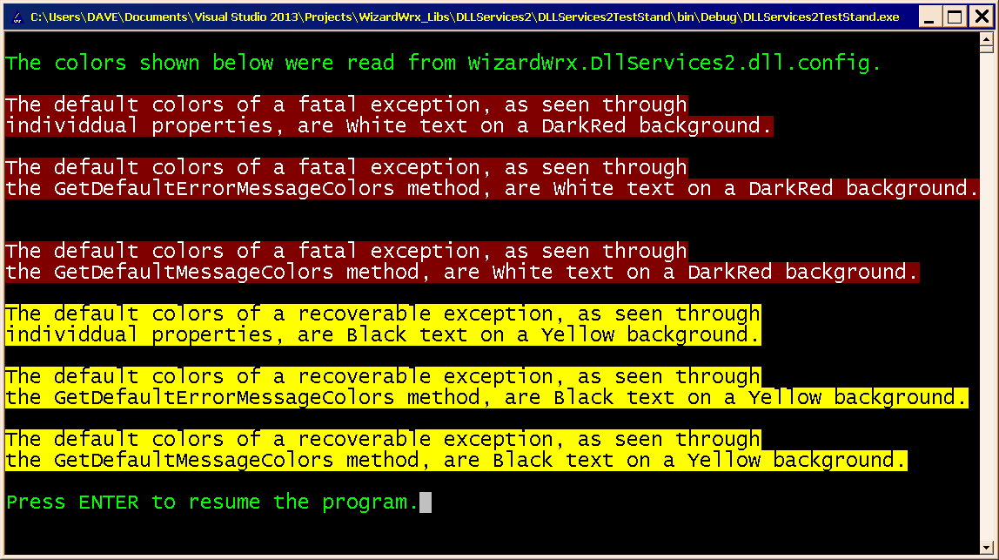 C:\Users\DAVE\Documents\Visual Studio 2013\Projects\WizardWrx_Libs\DLLServices2\DLLServices2TestStand\bin\Debug\DLLServices2TestStand.exe
The colors shown below were read from WizardWrx.DllServices2.dll.config.
The default colors of a fatal exception, as seen through
individdual properties, are White text on a DarkRed background.
The default colors of a fatal exception, as seen through
the GetDefaultErrorMessageColors method, are White text on a DarkRed background.
The default colors of a fatal exception, as seen through
the GetDefaultMessageColors method, are White text on a DarkRed background.
The default colors of a recoverable exception, as seen through
individdual properties, are Black text on a Yellow background.
The default colors of a recoverable exception, as seen through
the GetDefaultErrorMessageColors method, are Black text on a Yellow background.
The default colors of a recoverable exception, as seen through
the GetDefaultMessageColors method, are Black text on a Yellow background.
Press ENTER to resume the program.